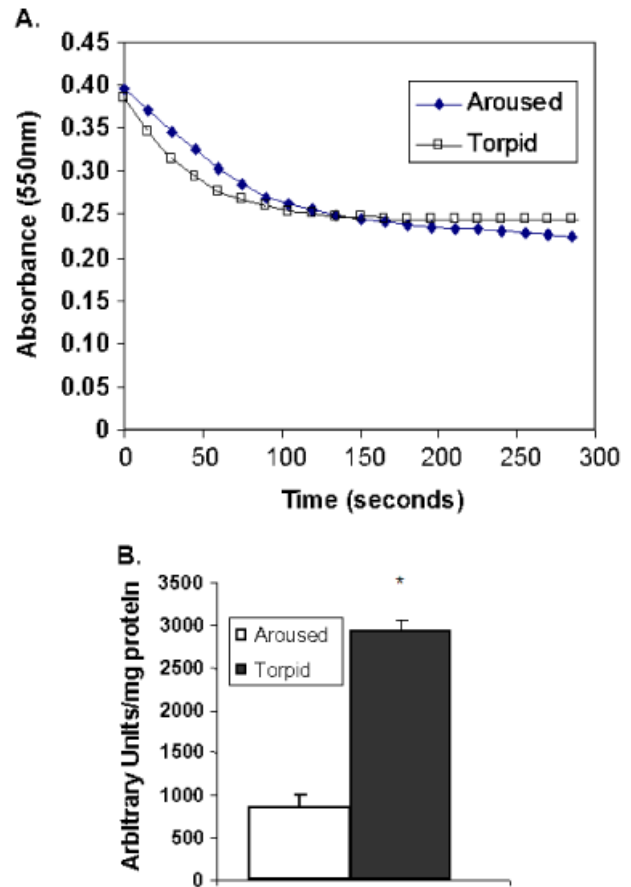 A.
0.45
0.40
0.35
0.30
0.25
0.20
0.15
0.10
0.05
0
Absorbance (550nm)
Aroused
Torpid
0 50 100 150 200 250 300
Time (seconds)
B.
3500
3000
2500
2000
1500
1000
500
0
Arbitrary Units/mg protein
Aroused
Torpid
*